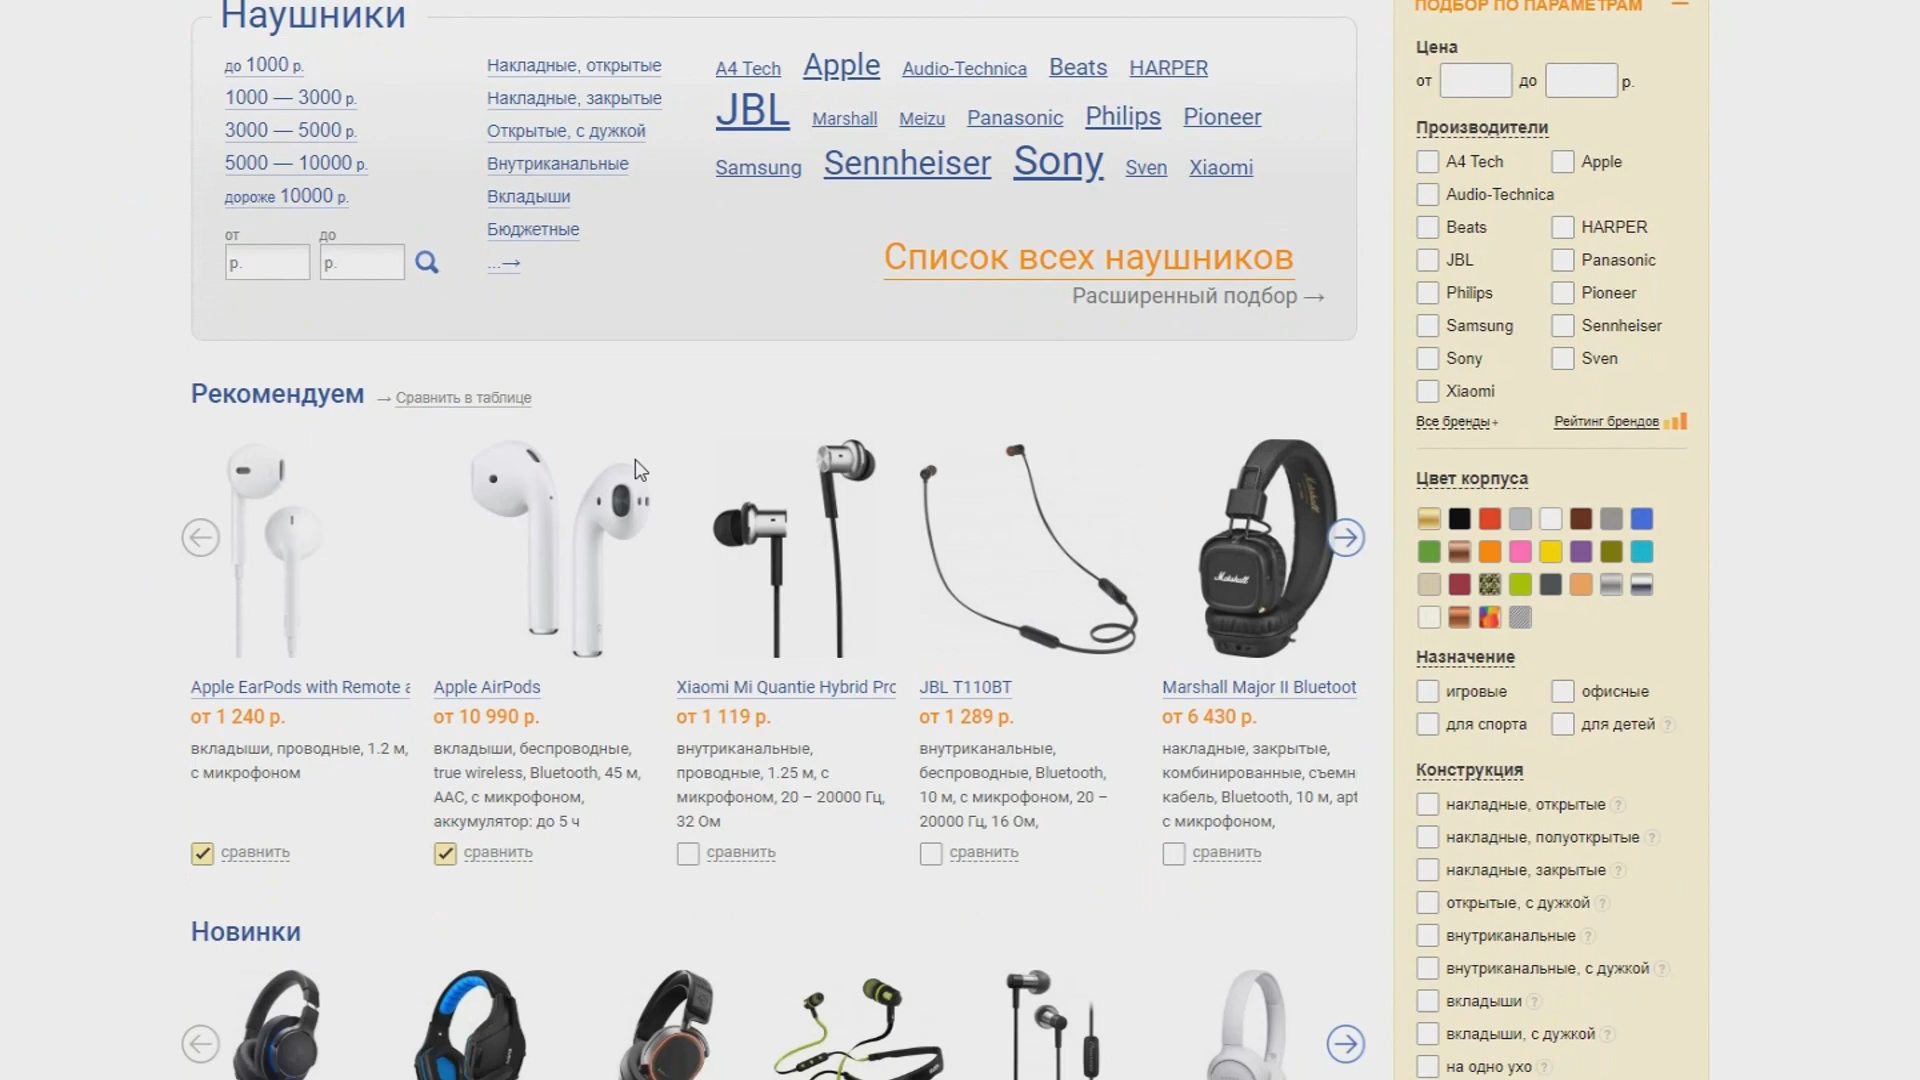 Наушники
до 1000 р.
1000 — 3000 р.
3000 — 5000 р.
5000 — 10000 р.
дороже 10000 р.
от до
р. р.
Накладные, открытые
Накладные, закрытые
Открытые, с дужкой
Внутриканальные
Вкладыши
Бюджетные
...→
A4 Tech Apple Audio-Technica Beats HARPER
JBL Marshall Meizu Panasonic Philips Pioneer
Samsung Sennheiser Sony Sven Xiaomi
Список всех наушников
Расширенный подбор →
Рекомендуем → Сравнить в таблице
Marshall
Apple EarPods with Remote a
от 1 240 р.
вкладыши, проводные, 1.2 м,
с микрофоном
сравнить
Apple AirPods
от 10 990 р.
вкладыши, беспроводные,
true wireless, Bluetooth, 45 м,
AAC, с микрофоном,
аккумулятор: до 5 ч
сравнить
Xiaomi Mi Quantie Hybrid Pro
от 1 119 р.
внутриканальные,
проводные, 1.25 м, с
микрофоном, 20 – 20000 Гц,
32 Ом
сравнить
JBL T110BT
от 1 289 р.
внутриканальные,
беспроводные, Bluetooth,
10 м, с микрофоном, 20 –
20000 Гц, 16 Ом,
сравнить
Marshall Major II Bluetoot
от 6 430 р.
накладные, закрытые,
комбинированные, съемн
кабель, Bluetooth, 10 м, apt
с микрофоном,
сравнить
Новинки
ПОДБОР ПО ПАРАМЕТРАМ —
Цена
от до р.
Производители
A4 Tech Apple
Audio-Technica
Beats HARPER
JBL Panasonic
Philips Pioneer
Samsung Sennheiser
Sony Sven
Xiaomi
Все бренды+ Рейтинг брендов
Цвет корпуса
Назначение
игровые офисные
для спорта для детей ?
Конструкция
накладные, открытые ?
накладные, полуоткрытые ?
накладные, закрытые ?
открытые, с дужкой ?
внутриканальные ?
внутриканальные, с дужкой ?
вкладыши ?
вкладыши, с дужкой ?
на одно ухо ?